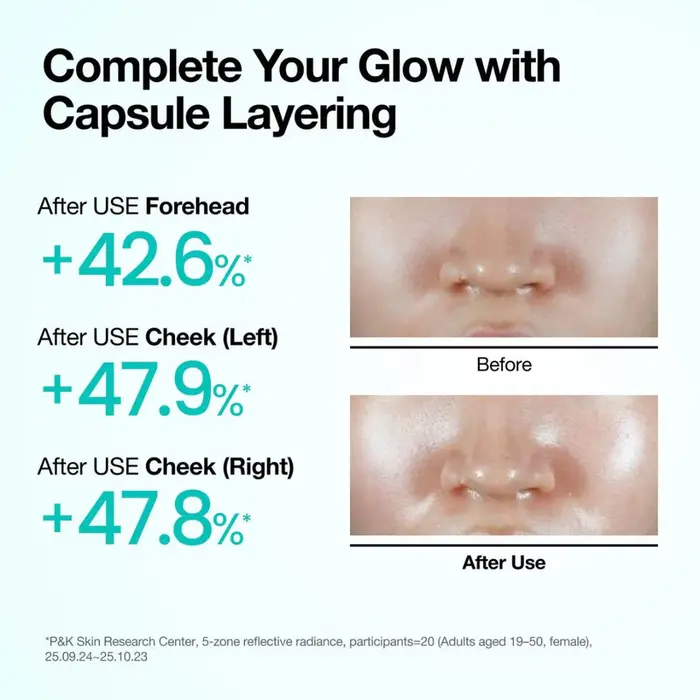 Complete Your Glow with
Capsule Layering
After USE Forehead
+42.6%*
After USE Cheek (Left)
+47.9%*
After USE Cheek (Right)
+47.8%*
Before
After Use
*P&K Skin Research Center, 5-zone reflective radiance, participants=20 (Adults aged 19–50, female),
25.09.24~25.10.23